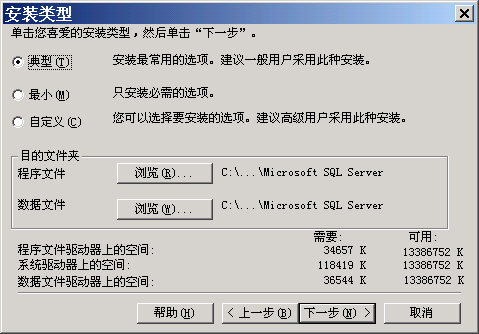 安装类型
单击您喜爱的安装类型，然后单击“下一步”。
典型(T) 安装最常用的选项。建议一般用户采用此种安装。
最小(M) 只安装必需的选项。
自定义(C) 您可以选择要安装的选项。建议高级用户采用此种安装。
目的文件夹
程序文件 浏览(R)... C:\...\Microsoft SQL Server
数据文件 浏览(W)... C:\...\Microsoft SQL Server
需要: 可用:
程序文件驱动器上的空间: 34657 K 13386752 K
系统驱动器上的空间: 118419 K 13386752 K
数据文件驱动器上的空间: 36544 K 13386752 K
帮助(H) < 上一步(B) 下一步(N) > 取消